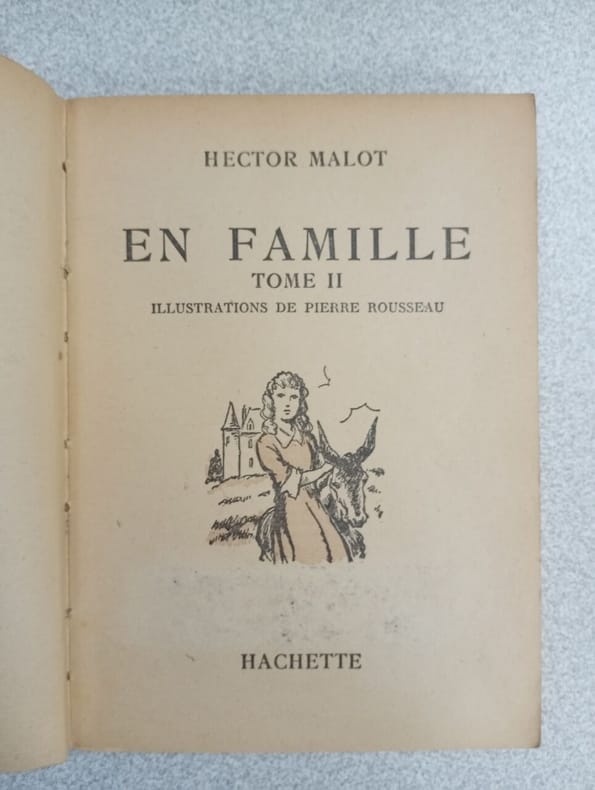 HECTOR MALOT
EN FAMILLE
TOME II
ILLUSTRATIONS DE PIERRE ROUSSEAU
HACHETTE